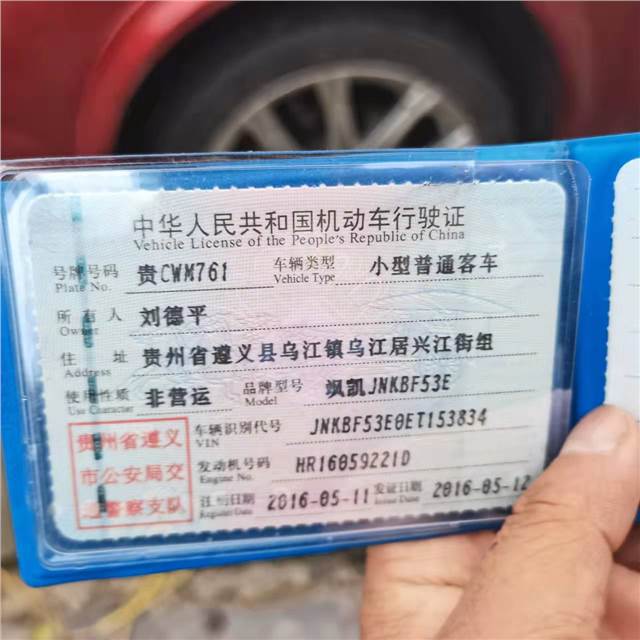 中华人民共和国机动车行驶证
Vehicle License of the People's Republic of China
号牌号码 贵CWM761 车辆类型 小型普通客车
Plate No. Vehicle Type
所有人 刘德平
Owner
住址 贵州省遵义县乌江镇乌江居兴江街组
Address
使用性质 非营运 品牌型号 飒凯JNKBF53E
Use Character Model
贵州省遵义
市公安局交
通警察支队
车辆识别代号 JNKBF53E0ET153834
VIN
发动机号码 HR16059221D
Engine No.
注册日期 2016-05-11 发证日期 2016-05-12
Register Date Issue Date